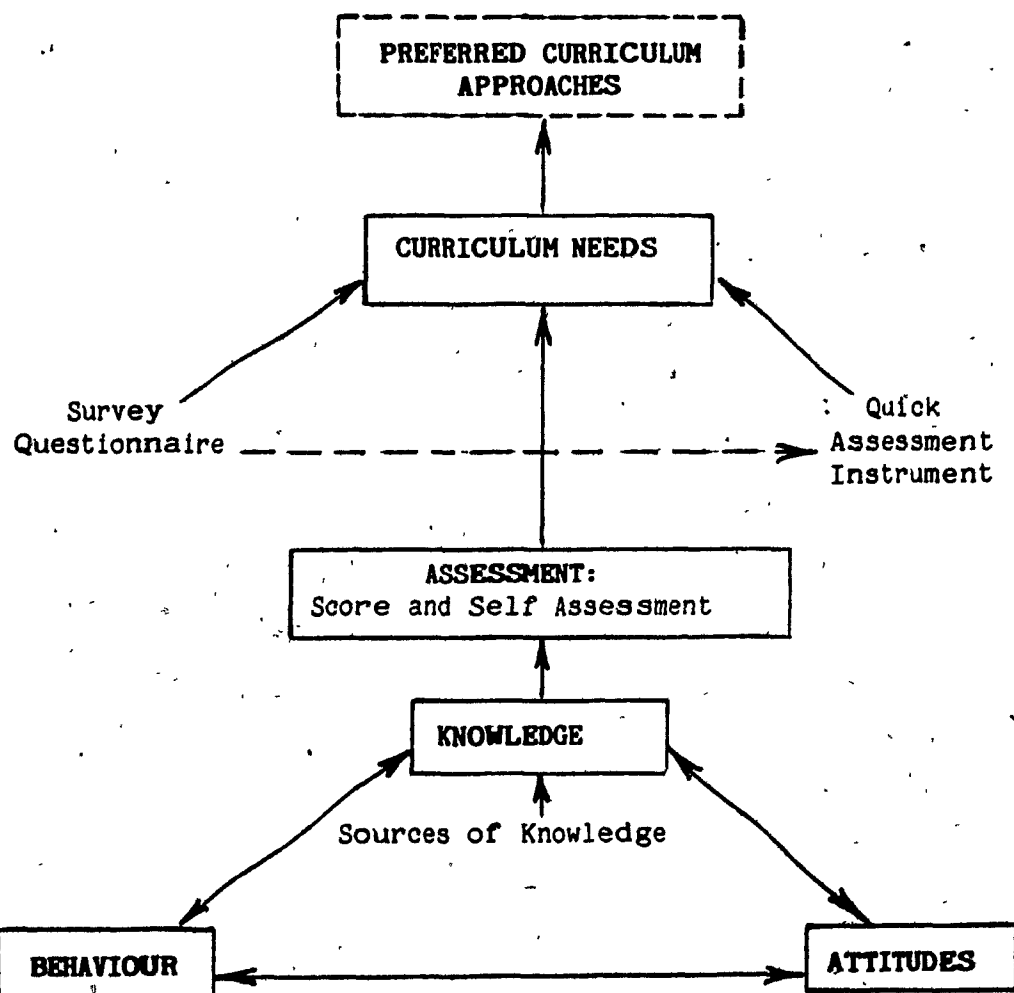 PREFERRED CURRICULUM
APPROACHES
CURRICULUM NEEDS
Survey
Questionnaire
Quick
Assessment
Instrument
ASSESSMENT:
Score and Self Assessment
KNOWLEDGE
Sources of Knowledge
BEHAVIOUR
ATTITUDES